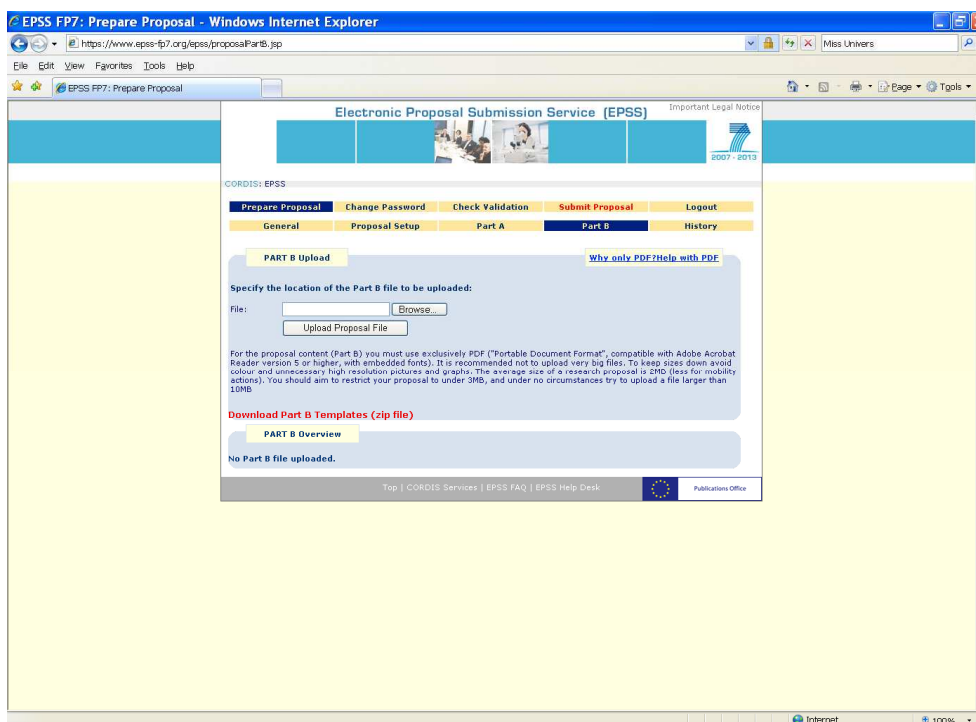 EPSS FP7: Prepare Proposal - Windows Internet Explorer
https://www.epss-fp7.org/epss/proposalPartB.jsp
Miss Univers
File Edit View Favorites Tools Help
EPSS FP7: Prepare Proposal
Page Tools
Electronic Proposal Submission Service (EPSS)
Important Legal Notice
7
2007 - 2013
CORDIS: EPSS
Prepare Proposal Change Password Check Validation Submit Proposal Logout
General Proposal Setup Part A Part B History
PART B Upload
Why only PDF?Help with PDF
Specify the location of the Part B file to be uploaded:
File: Browse...
Upload Proposal File
For the proposal content (Part B) you must use exclusively PDF ("Portable Document Format", compatible with Adobe Acrobat
Reader version 5 or higher, with embedded fonts). It is recommended not to upload very big files. To keep sizes down avoid
colour and unnecessary high resolution pictures and graphs. The average size of a research proposal is 2MD (less for mobility
actions). You should aim to restrict your proposal to under 3MB, and under no circumstances try to upload a file larger than
10MB
Download Part B Templates (zip file)
PART B Overview
No Part B file uploaded.
Top | CORDIS Services | EPSS FAQ | EPSS Help Desk
Publications Office
Internet 100%